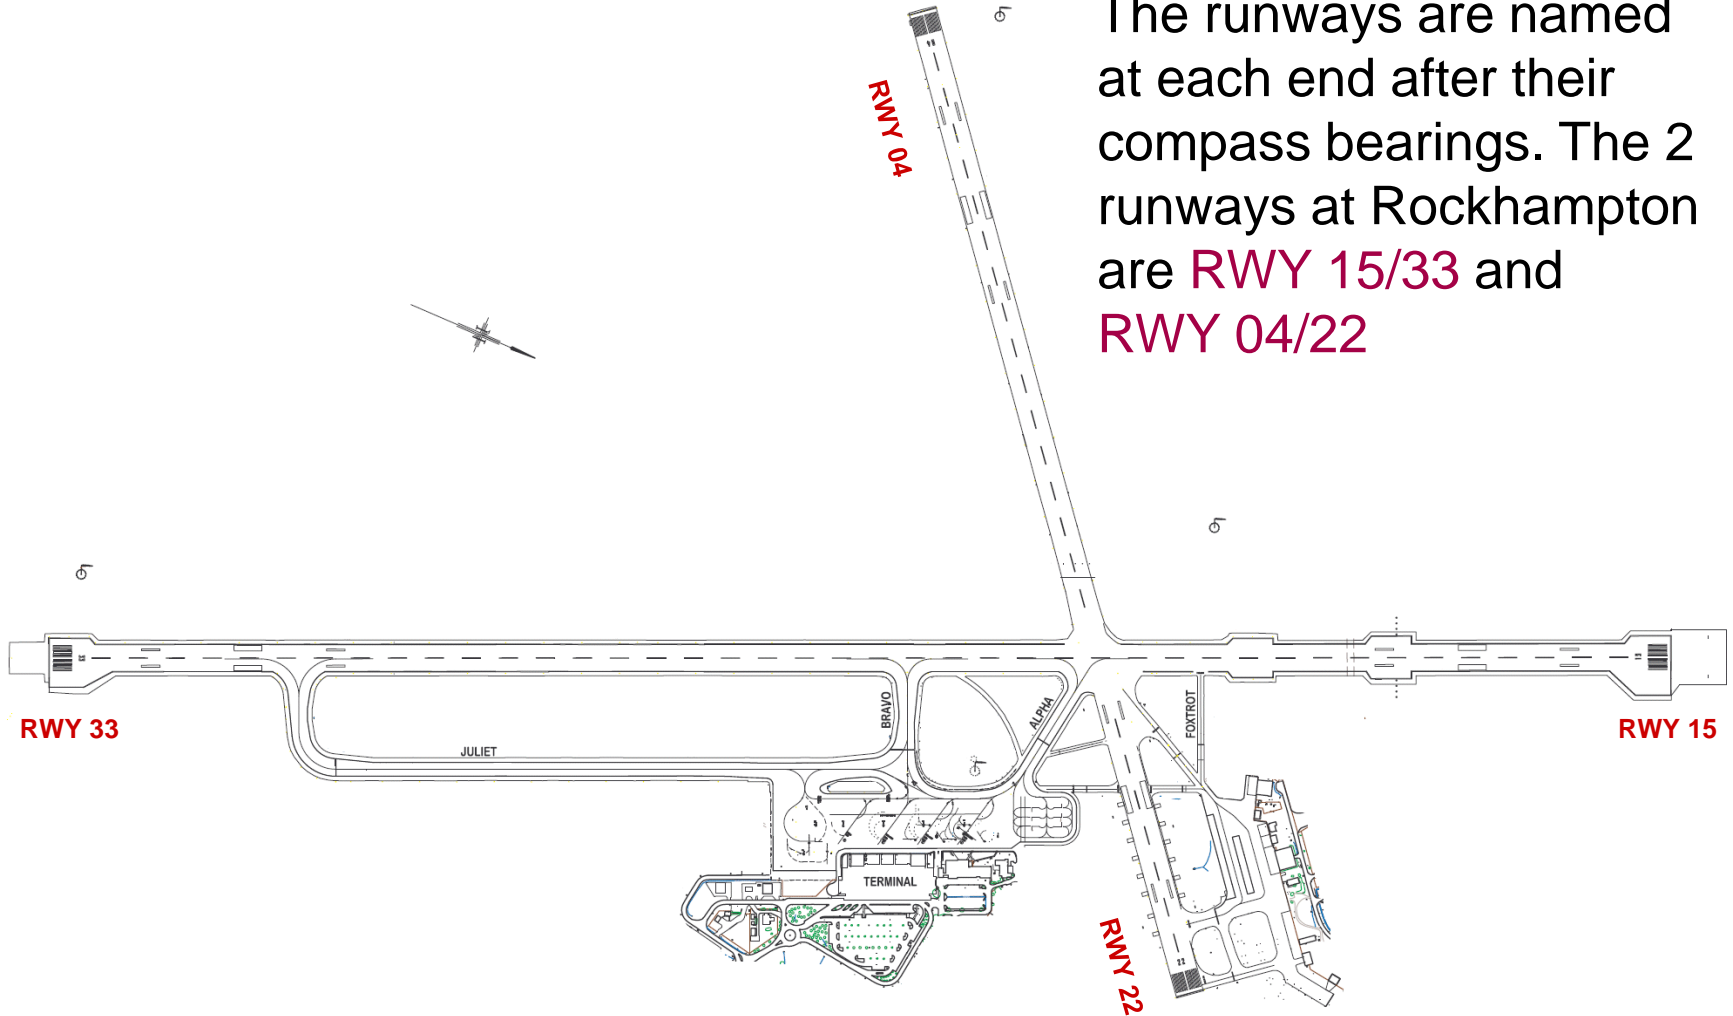 The runways are named
at each end after their
compass bearings. The 2
runways at Rockhampton
are RWY 15/33 and
RWY 04/22
RWY 04
RWY 33
RWY 15
BRAVO
ALPHA
FOXTROT
JULIET
TERMINAL
RWY 22